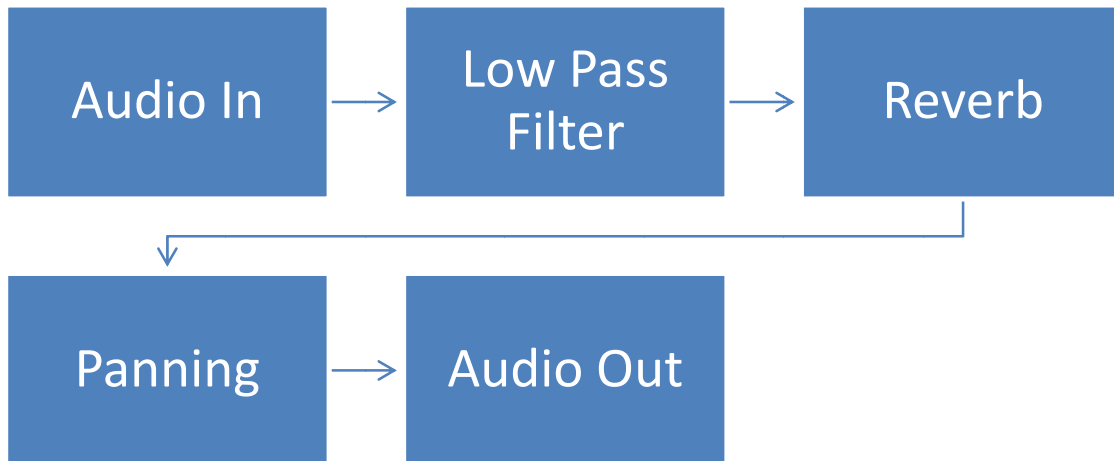 Audio In
Low Pass
Filter
Reverb
Panning
Audio Out